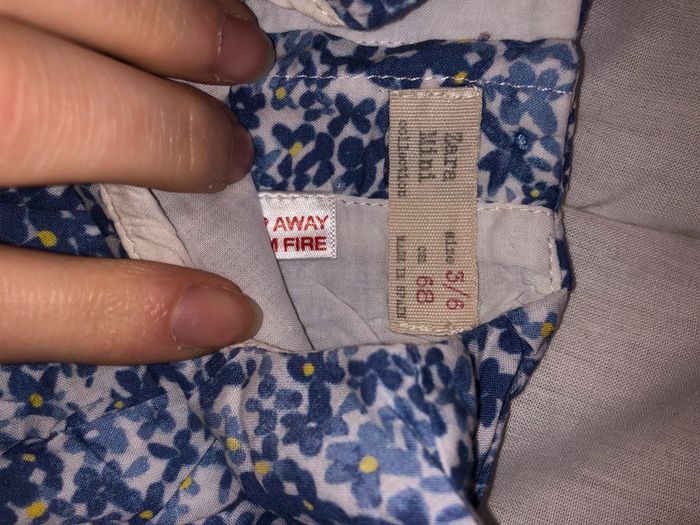 Zara
Mini
collection
size 3/6
cm 68
MADE IN SPAIN
AWAY
FIRE